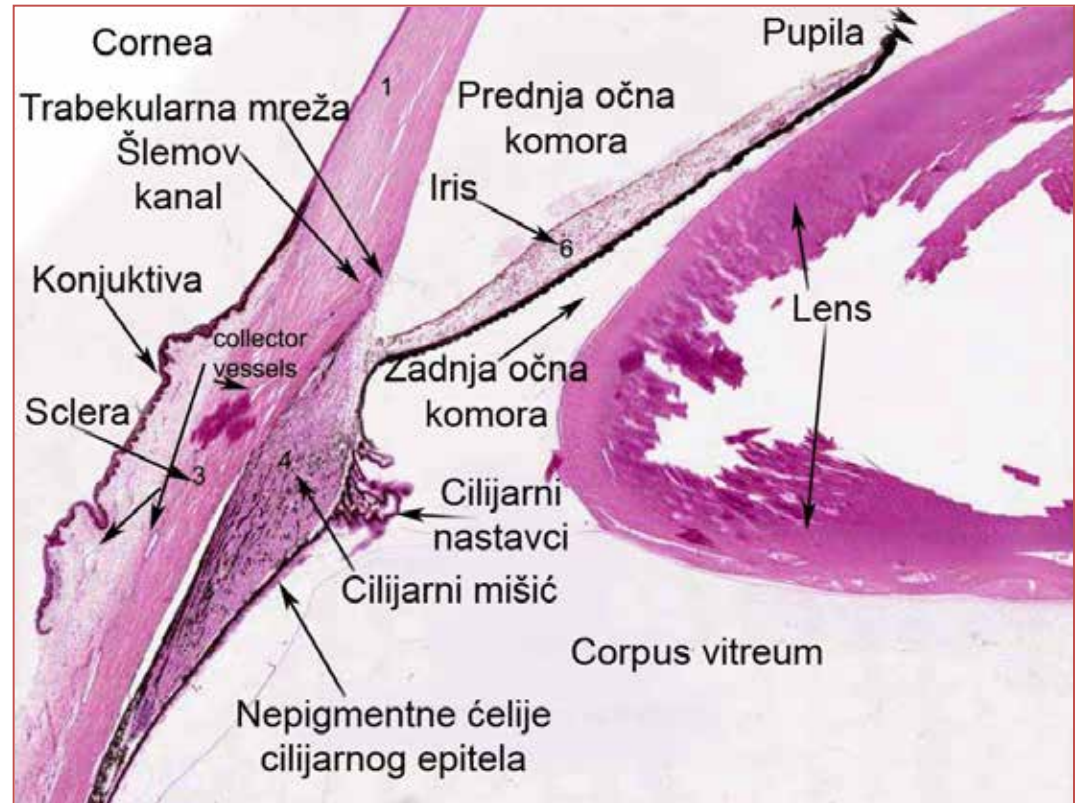 Cornea
1
Pupila
Trabekularna mreža
Šlemov
kanal
Prednja očna
komora
Iris
6
Konjuktiva
collector
vessels
Lens
Zadnja očna
komora
Sclera
3
4
Cilijarni
nastavci
Cilijarni mišić
Corpus vitreum
Nepigmentne ćelije
cilijarnog epitela